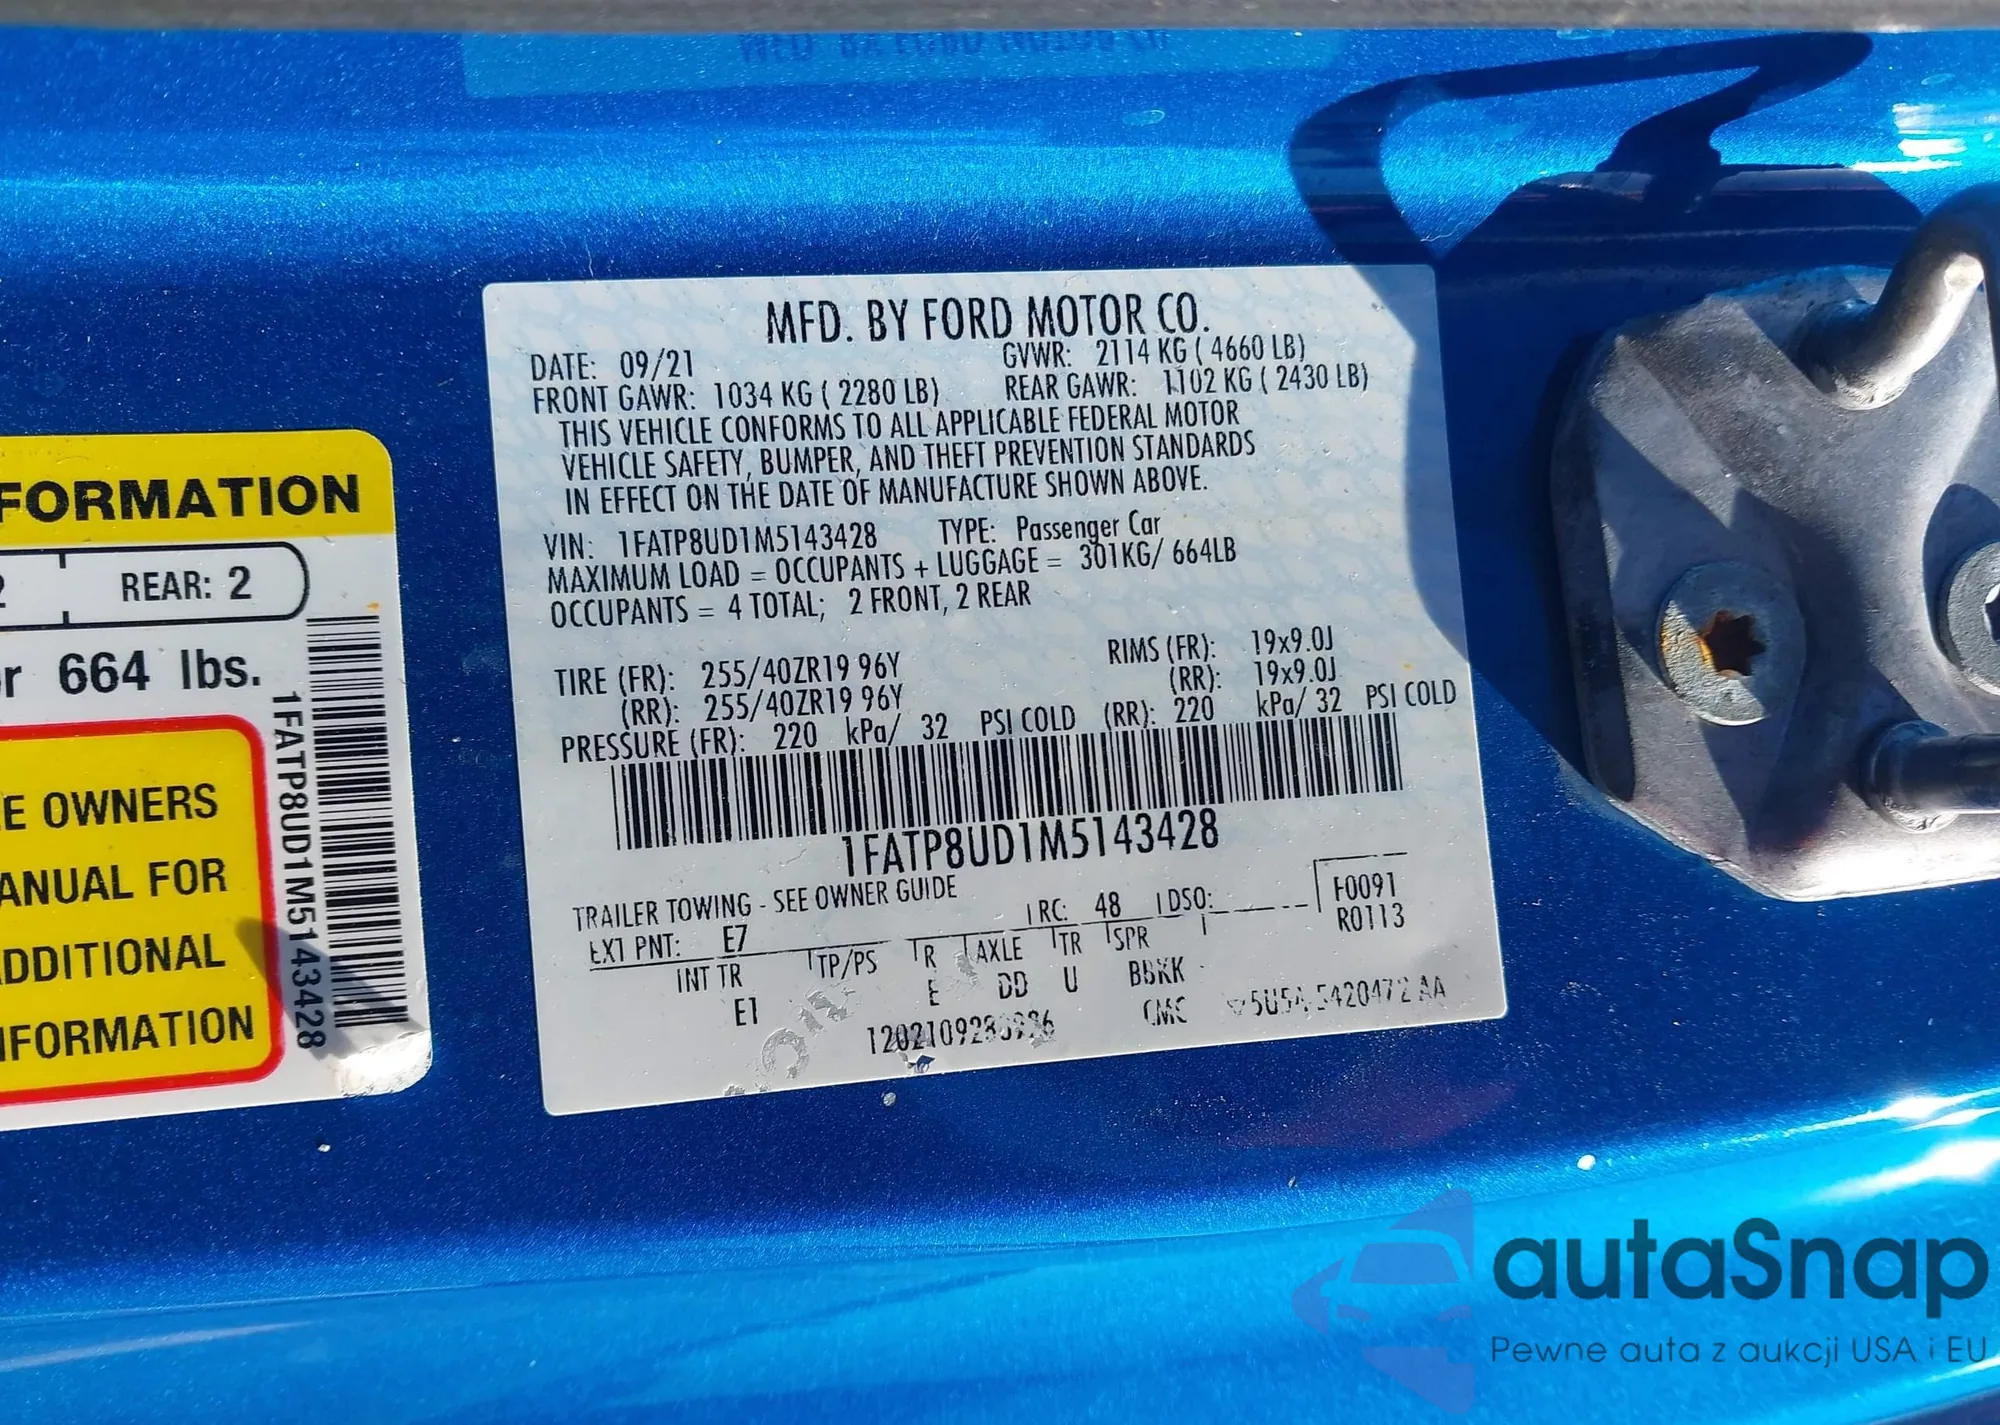 FORMATION
REAR: 2
664 lbs.
1FATP8UD1M5143428
OWNERS
ANUAL FOR
DDITIONAL
FORMATION
MFD. BY FORD MOTOR CO.
DATE: 09/21 GVWR: 2114 KG ( 4660 LB)
FRONT GAWR: 1034 KG ( 2280 LB) REAR GAWR: 1102 KG ( 2430 LB)
THIS VEHICLE CONFORMS TO ALL APPLICABLE FEDERAL MOTOR
VEHICLE SAFETY, BUMPER, AND THEFT PREVENTION STANDARDS
IN EFFECT ON THE DATE OF MANUFACTURE SHOWN ABOVE.
VIN: 1FATP8UD1M5143428 TYPE: Passenger Car
MAXIMUM LOAD = OCCUPANTS + LUGGAGE = 301KG/ 664LB
OCCUPANTS = 4 TOTAL; 2 FRONT, 2 REAR
TIRE (FR): 255/40ZR19 96Y RIMS (FR): 19x9.0J
(RR): 255/40ZR19 96Y (RR): 19x9.0J
PRESSURE (FR): 220 kPa/ 32 PSI COLD (RR): 220 kPa/ 32 PSI COLD
1FATP8UD1M5143428
TRAILER TOWING - SEE OWNER GUIDE
EXT PNT: E7 RC: 48 DSO: F0091
R0113
INT TR TP/PS R AXLE TR SPR
E1 E DD U
AA
autaSnap
Pewne auta z aukcji USA i EU